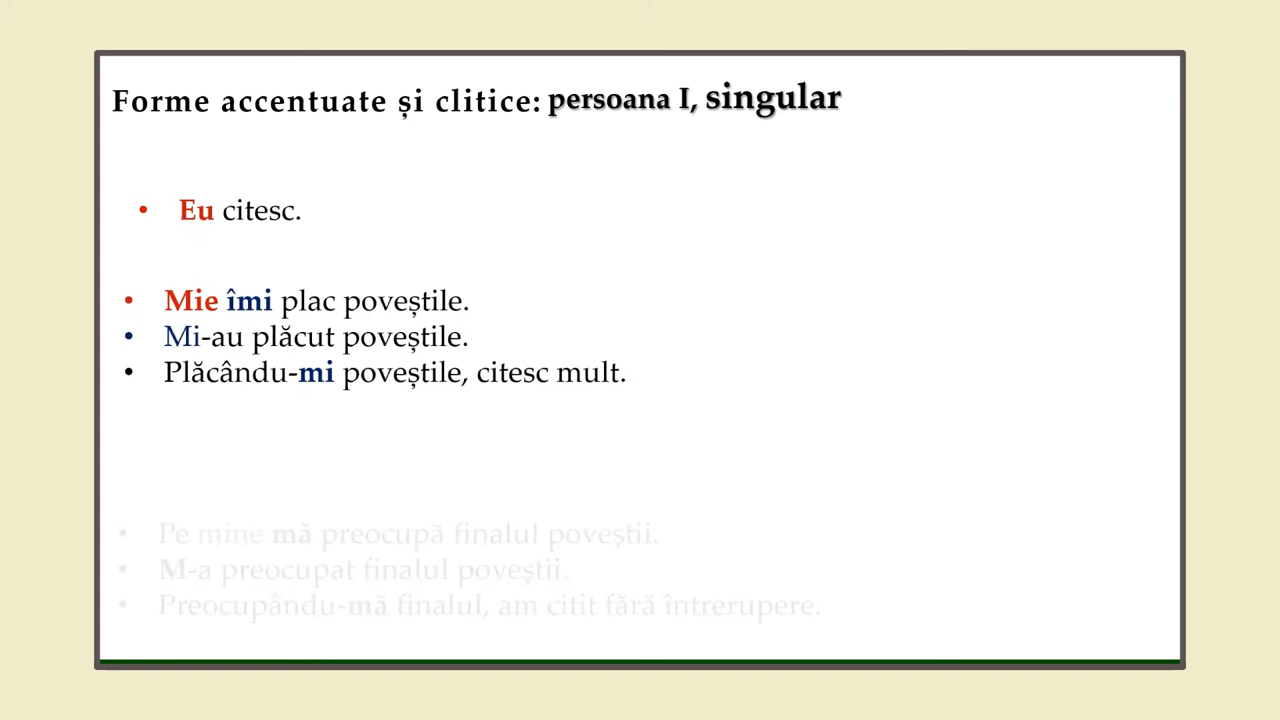 Forme accentuate și clitice: persoana I, singular
• Eu citesc.
• Mie îmi plac poveștile.
• Mi-au plăcut poveștile.
• Plăcându-mi poveștile, citesc mult.
• Pe mine mă preocupă finalul poveștii.
• M-a preocupat finalul poveștii.
• Preocupându-mă finalul, am citit fără întrerupere.